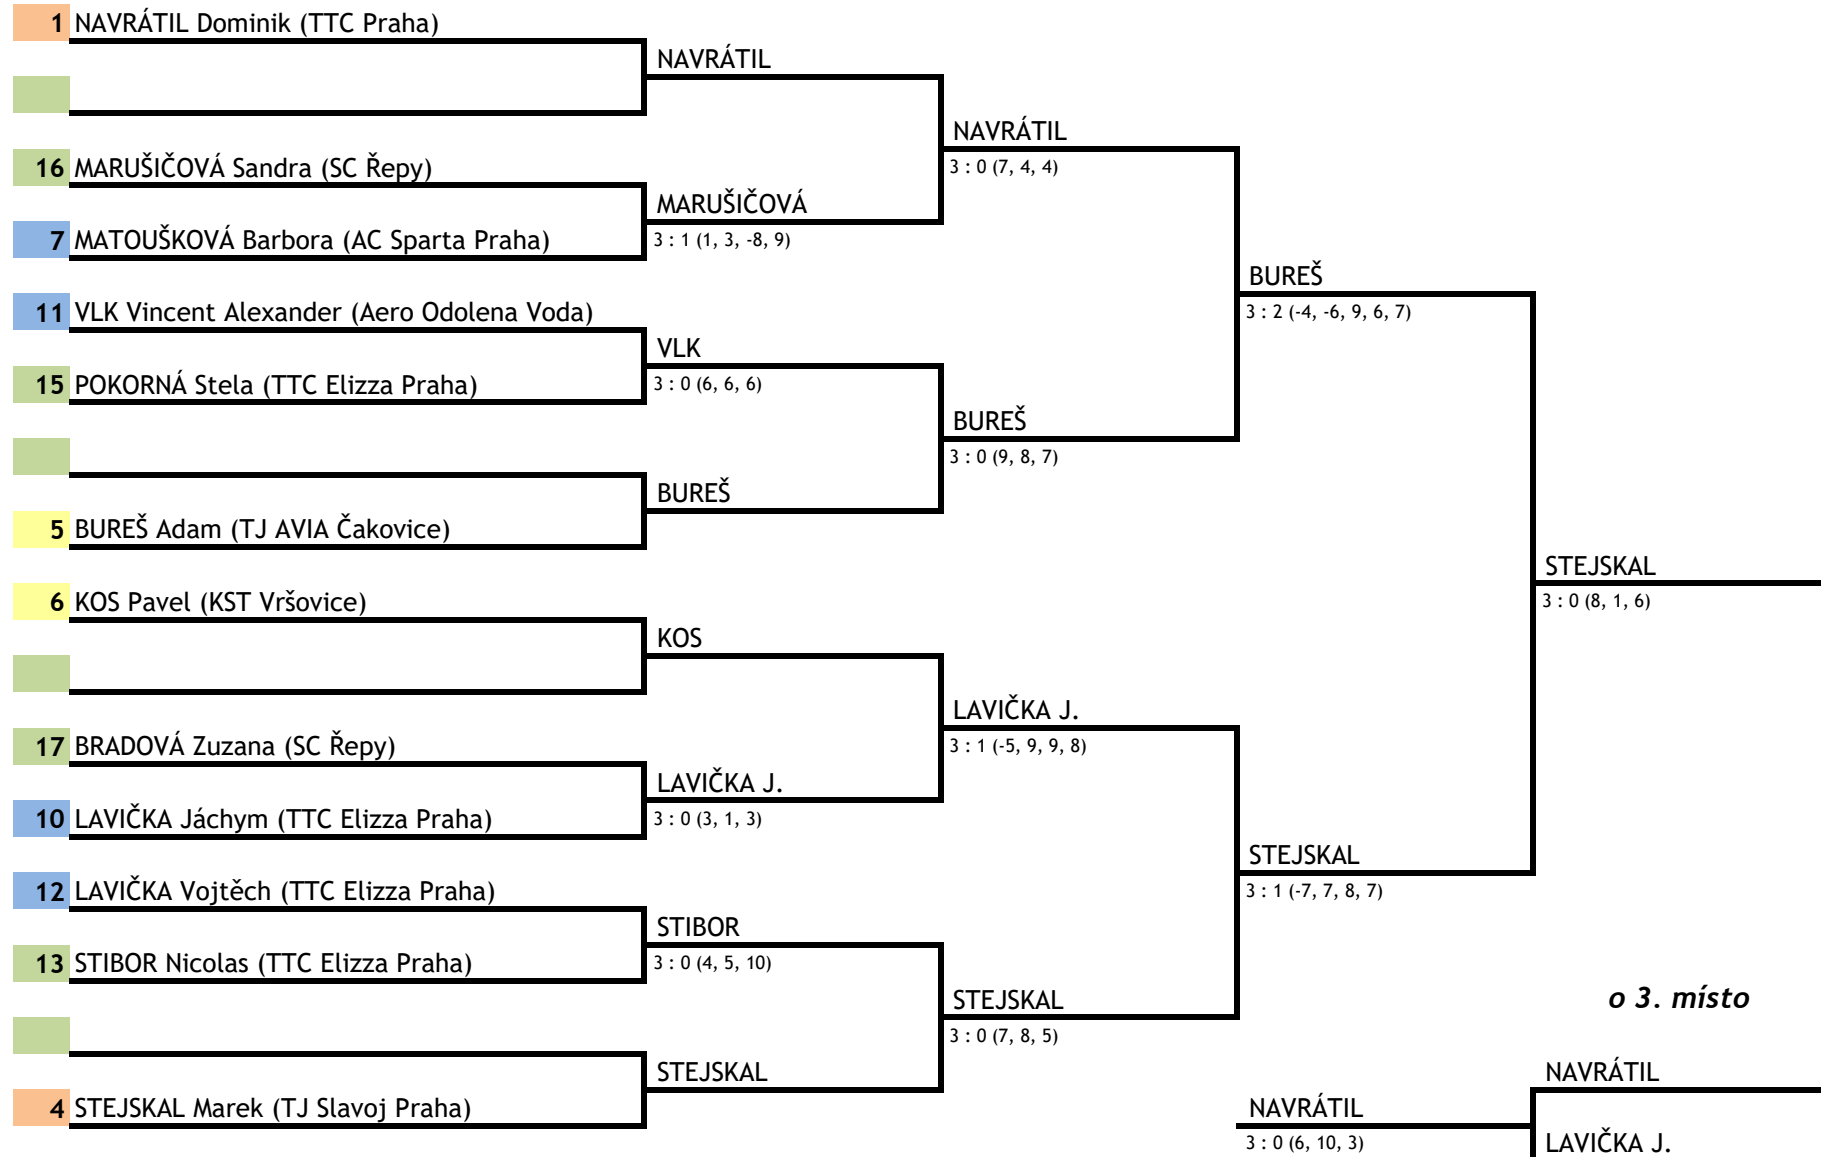 1 NAVRÁTIL Dominik (TTC Praha)
NAVRÁTIL
NAVRÁTIL
3 : 0 (7, 4, 4)
16 MARUŠIČOVÁ Sandra (SC Řepy)
MARUŠIČOVÁ
3 : 1 (1, 3, -8, 9)
7 MATOUŠKOVÁ Barbora (AC Sparta Praha)
BUREŠ
3 : 2 (-4, -6, 9, 6, 7)
11 VLK Vincent Alexander (Aero Odolena Voda)
VLK
3 : 0 (6, 6, 6)
15 POKORNÁ Stela (TTC Elizza Praha)
BUREŠ
3 : 0 (9, 8, 7)
BUREŠ
5 BUREŠ Adam (TJ AVIA Čakovice)
STEJSKAL
3 : 0 (8, 1, 6)
6 KOS Pavel (KST Vršovice)
KOS
LAVIČKA J.
3 : 1 (-5, 9, 9, 8)
17 BRADOVÁ Zuzana (SC Řepy)
LAVIČKA J.
3 : 0 (3, 1, 3)
10 LAVIČKA Jáchym (TTC Elizza Praha)
STEJSKAL
3 : 1 (-7, 7, 8, 7)
12 LAVIČKA Vojtěch (TTC Elizza Praha)
STIBOR
3 : 0 (4, 5, 10)
13 STIBOR Nicolas (TTC Elizza Praha)
STEJSKAL
3 : 0 (7, 8, 5)
o 3. místo
STEJSKAL
4 STEJSKAL Marek (TJ Slavoj Praha)
NAVRÁTIL
NAVRÁTIL
3 : 0 (6, 10, 3)
LAVIČKA J.